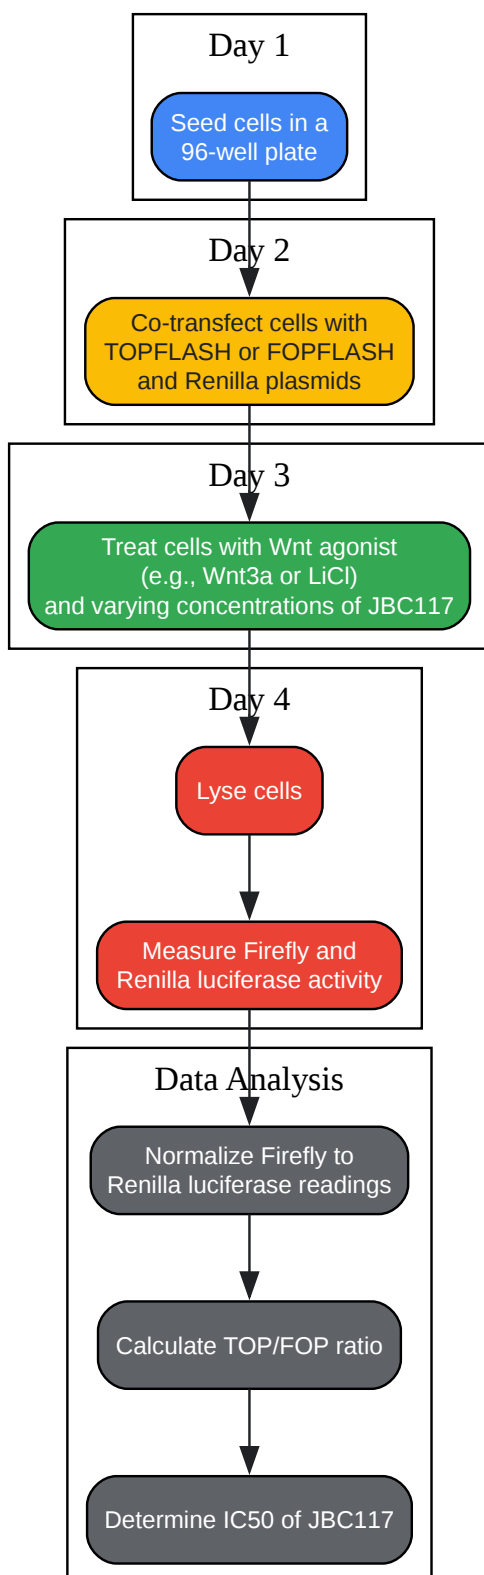 Day 1
Seed cells in a
96-well plate
Day 2
Co-transfect cells with
TOPFLASH or FOPFLASH
and Renilla plasmids
Day 3
Treat cells with Wnt agonist
(e.g., Wnt3a or LiCl)
and varying concentrations of JBC117
Day 4
Lyse cells
Measure Firefly and
Renilla luciferase activity
Data Analysis
Normalize Firefly to
Renilla luciferase readings
Calculate TOP/FOP ratio
Determine IC50 of JBC117